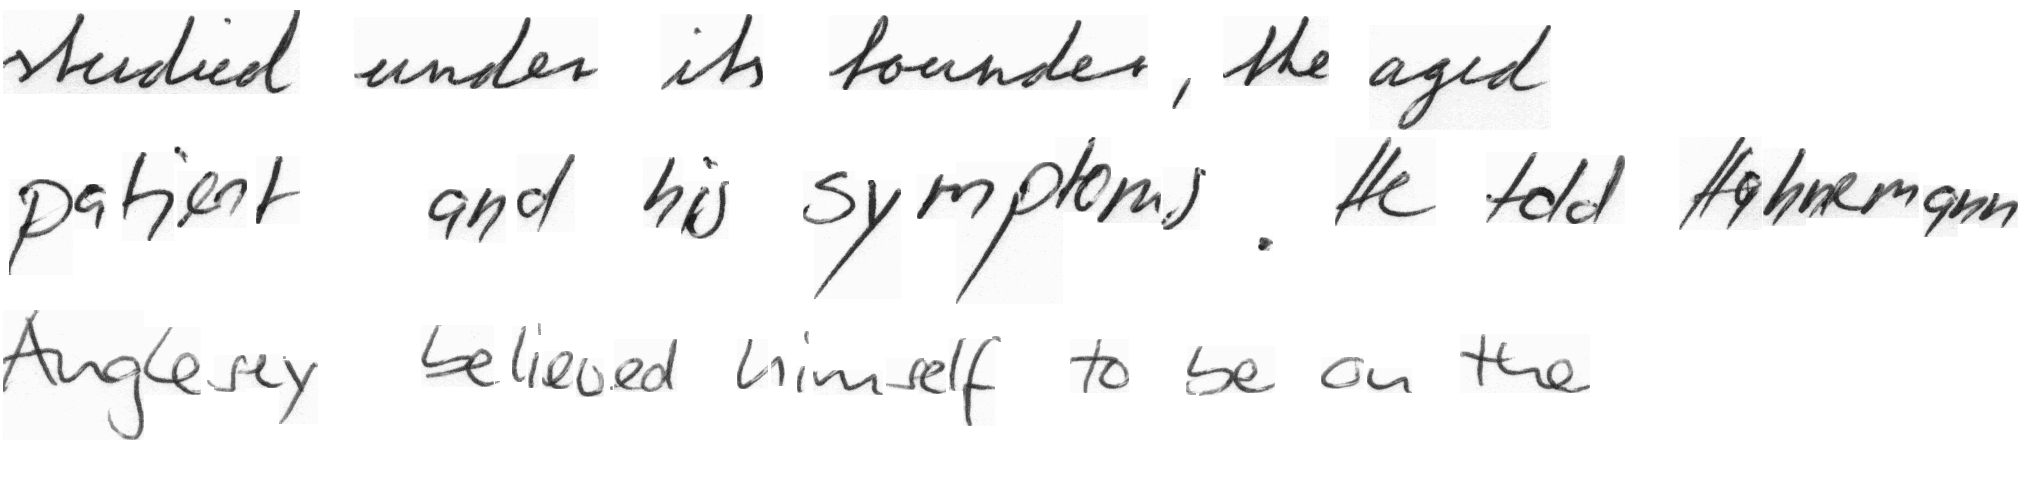 studied under its founder, the aged
patient and his symptoms. He told Hahnemann
Anglesey believed himself to be on the